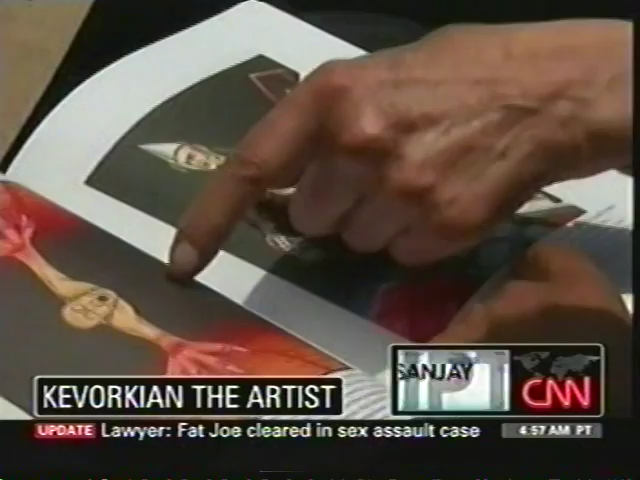 SANJAY
CNN
KEVORKIAN THE ARTIST
UPDATE Lawyer: Fat Joe cleared in sex assault case 4:57 AM PT